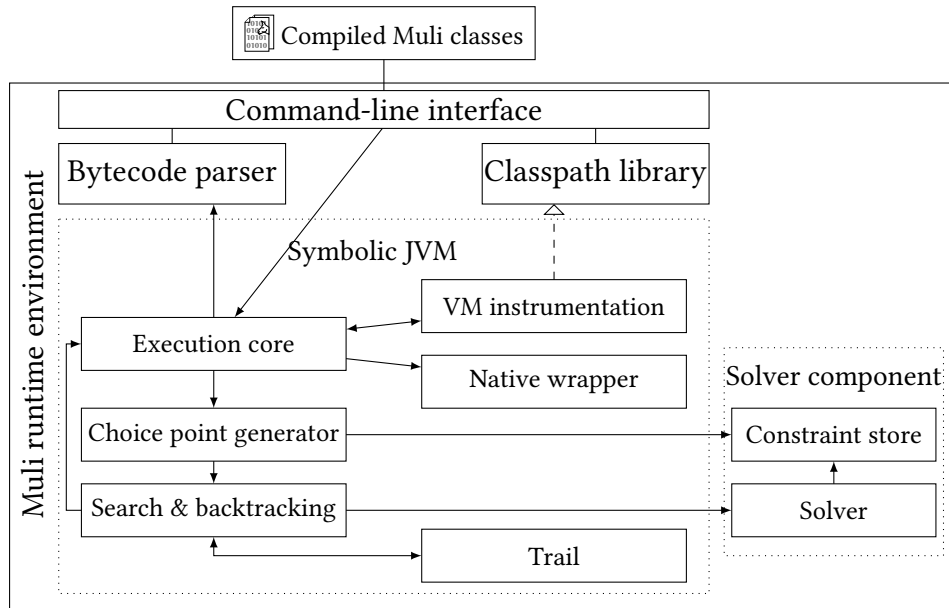 Compiled Muli classes
Command-line interface
Bytecode parser
Classpath library
Muli runtime environment
Symbolic JVM
VM instrumentation
Execution core
Native wrapper
Solver component
Choice point generator
Constraint store
Search & backtracking
Solver
Trail